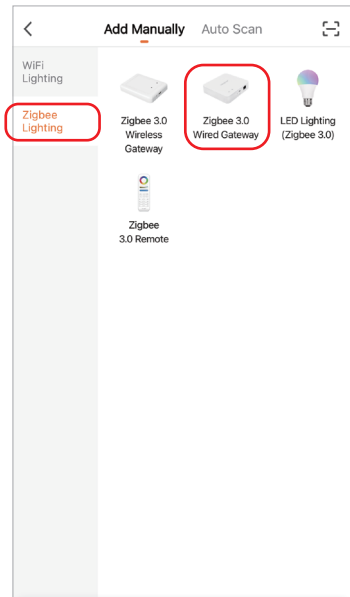 Add Manually Auto Scan
WiFi
Lighting
Zigbee
Lighting
Zigbee 3.0
Wireless
Gateway
Zigbee 3.0
Wired Gateway
LED Lighting
(Zigbee 3.0)
Zigbee
3.0 Remote